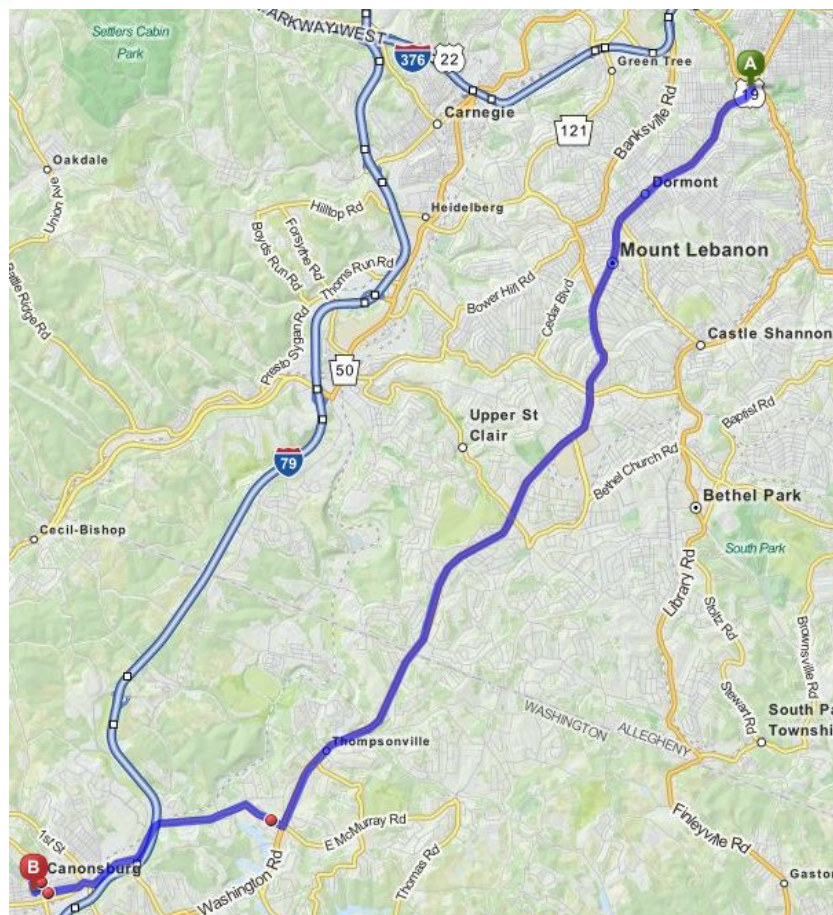 Settlers Cabin
Park
PARKWAY WEST
376
22
Green Tree
A
19
Carnegie
121
Banksville Rd
Oakdale
Union Ave
Dormont
Hilltop Rd
Heidelberg
Forsythe Rd
Boyds Run Rd
Thoms Run Rd
Mount Lebanon
Battle Ridge Rd
Bower Hill Rd
Cedar Blvd
Castle Shannon
Presto Sygan Rd
50
Baptist Rd
Upper St
Clair
79
Bethel Church Rd
Bethel Park
Cecil-Bishop
South Park
Library Rd
Stoltz Rd
Brownsville Rd
Stewart Rd
WASHINGTON
ALLEGHENY
South Pa
Township
Thompsonville
1st St
E McMurray Rd
Finleyville Rd
B
Canonsburg
Washington Rd
Thomas Rd
Gaston